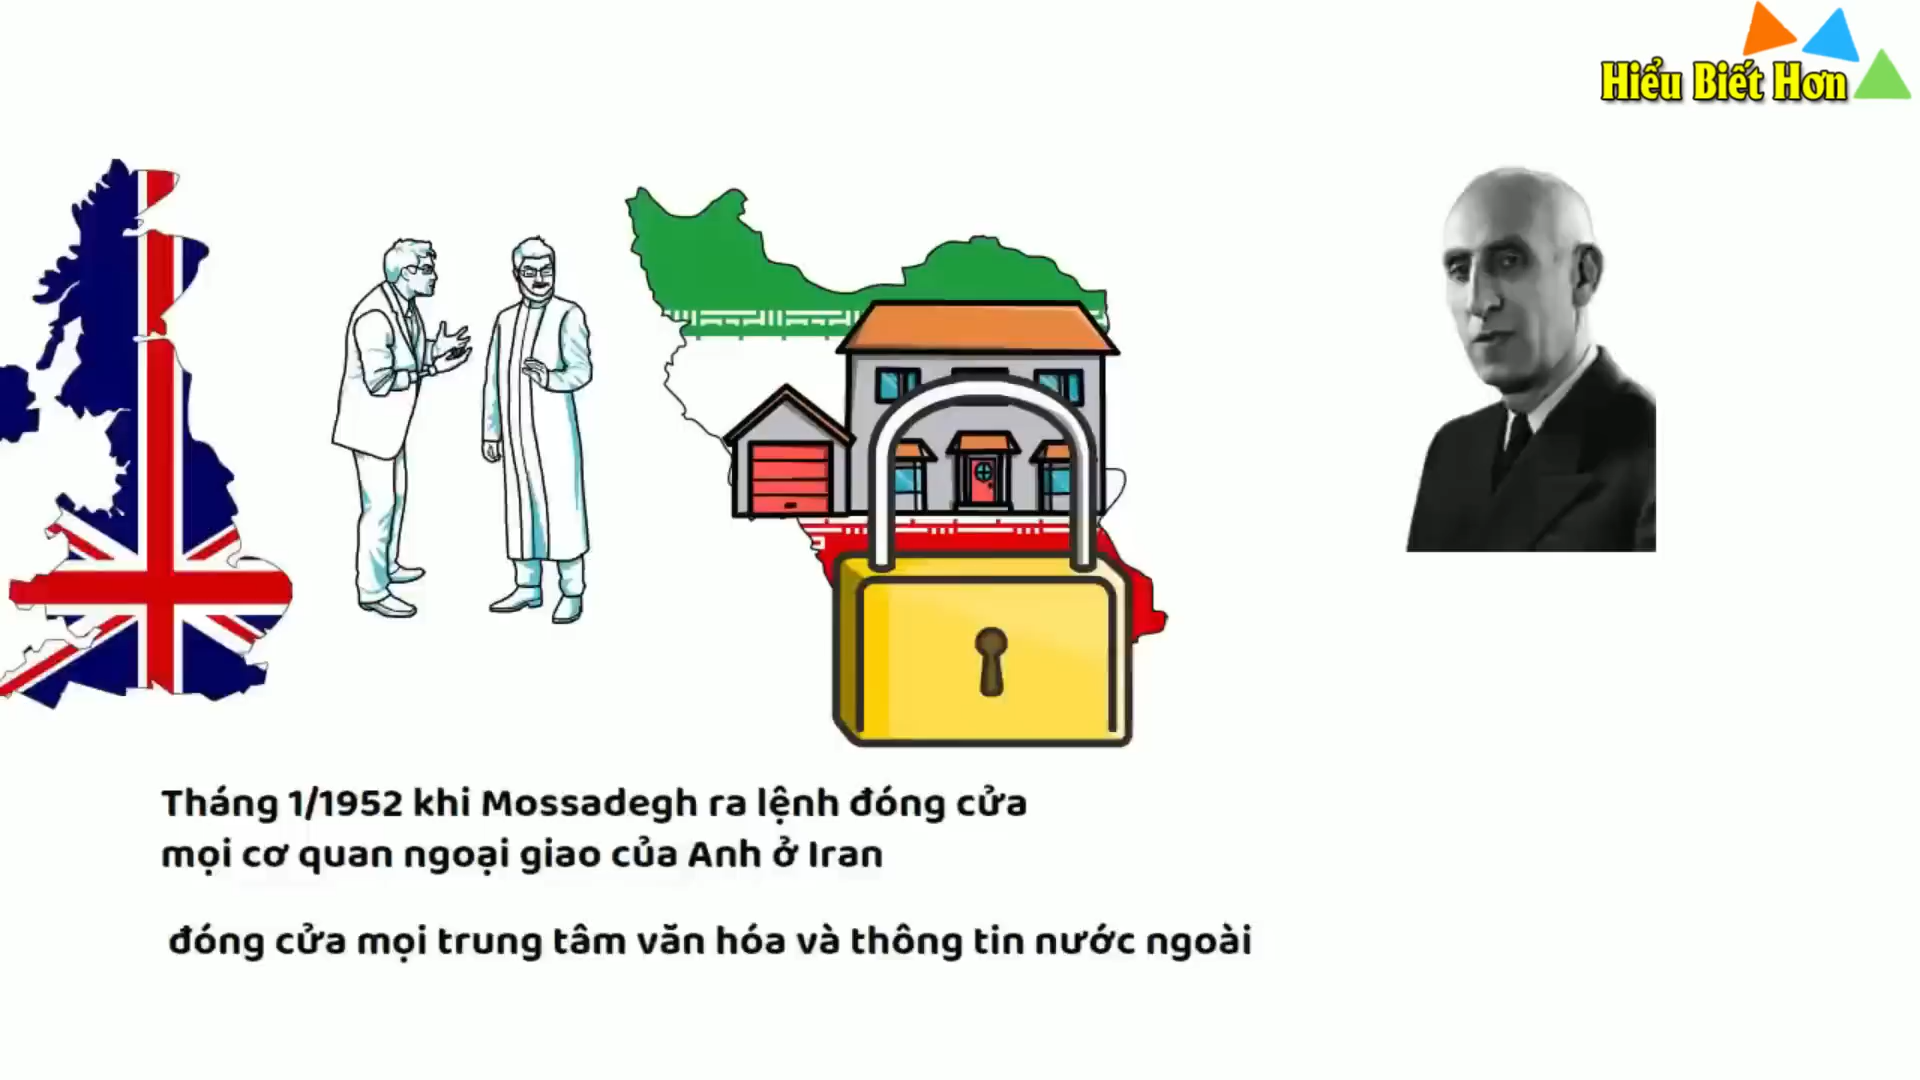 Hiểu Biết Hơn
Tháng 1/1952 khi Mossadegh ra lệnh đóng cửa
mọi cơ quan ngoại giao của Anh ở Iran
đóng cửa mọi trung tâm văn hóa và thông tin nước ngoài